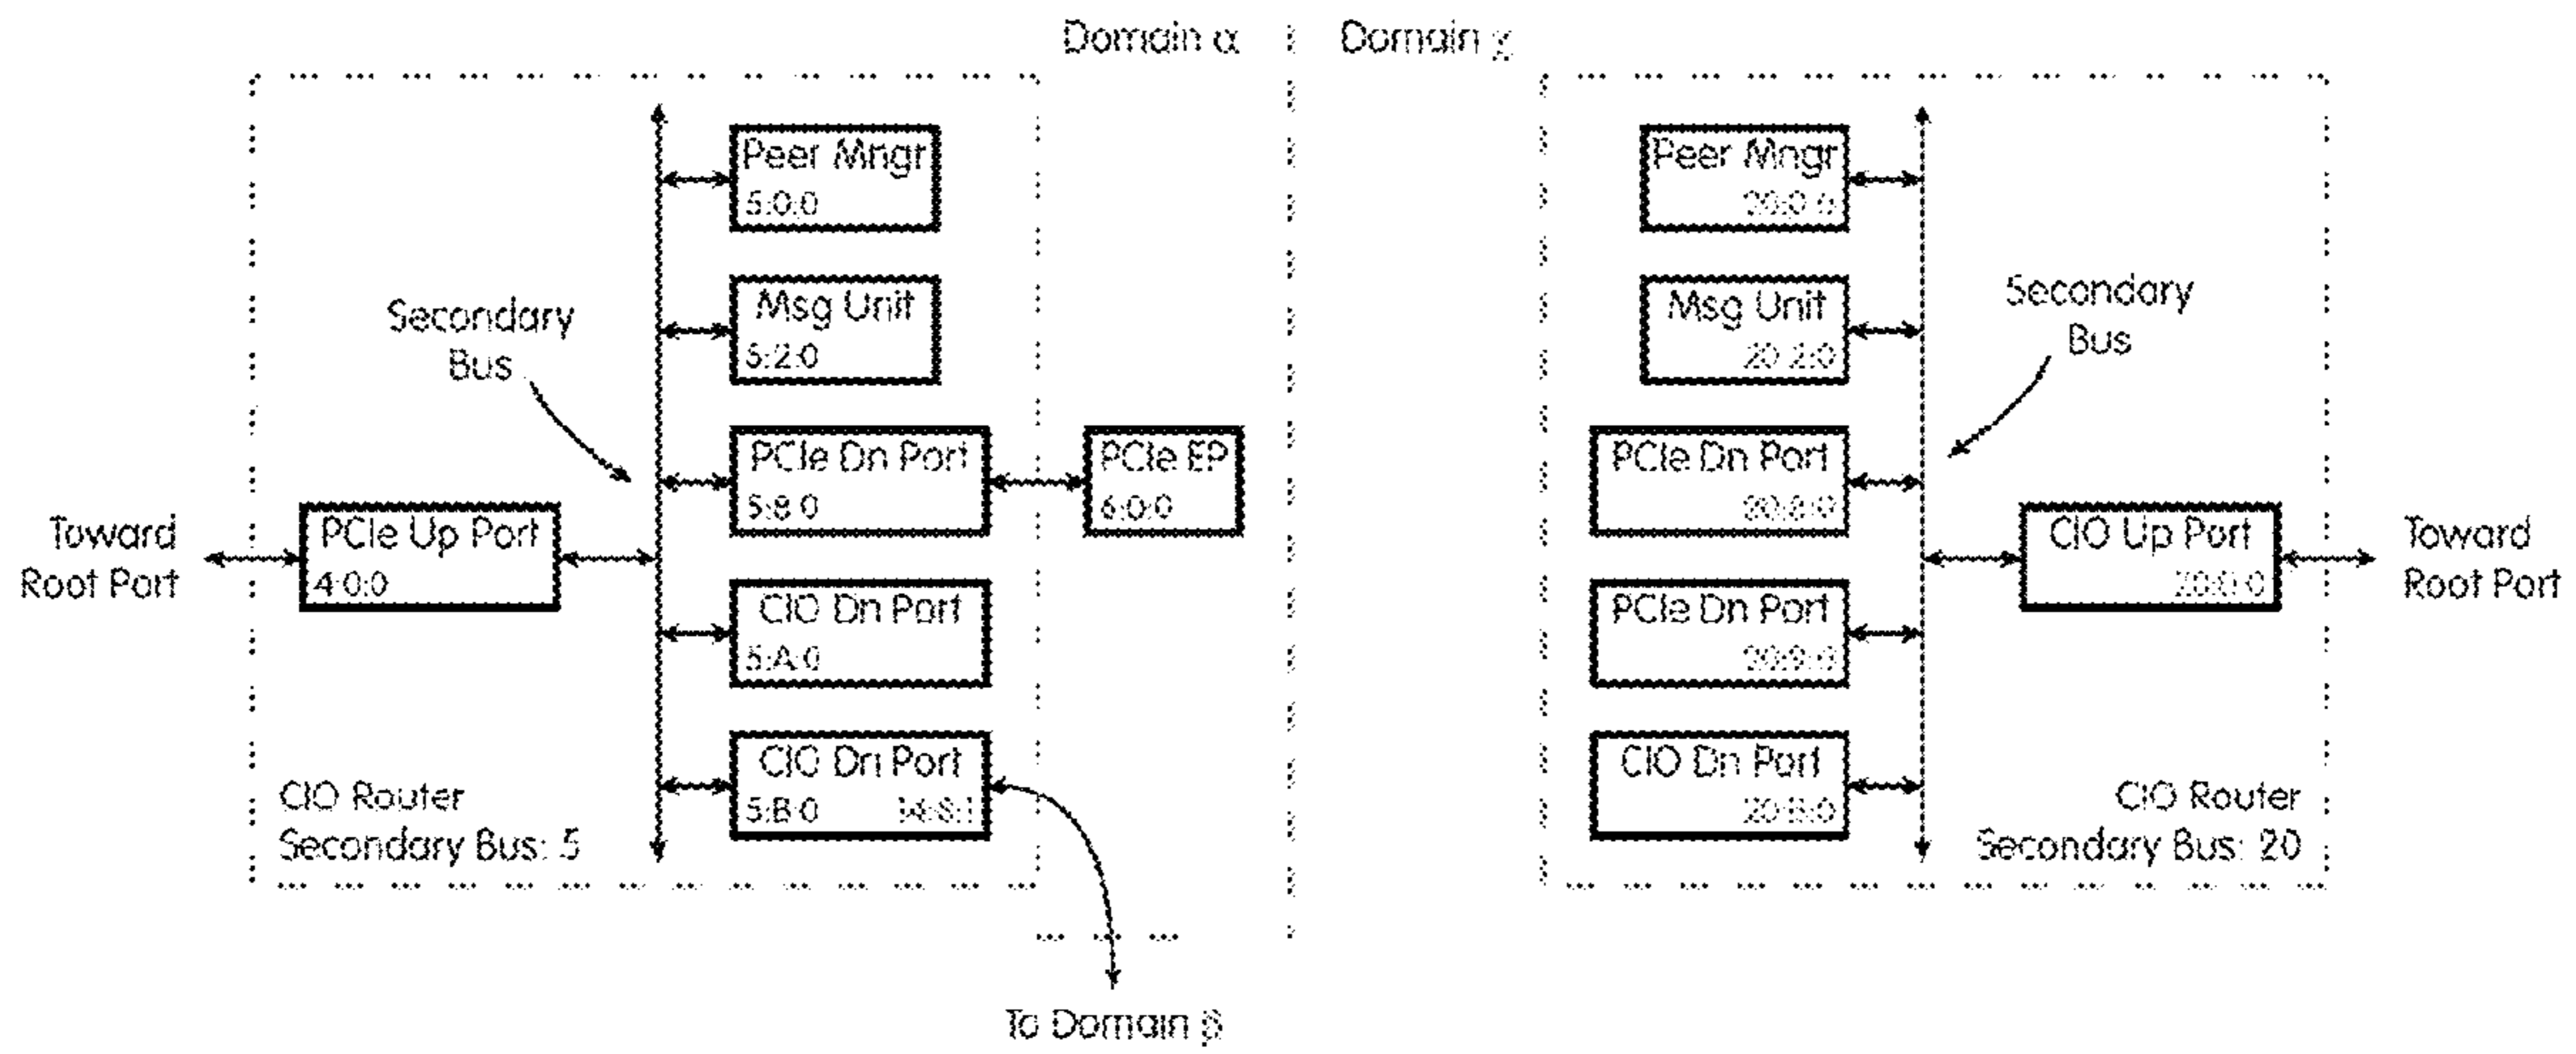 Domain α
Peer Mngr
5:0:0
Msg Unit
5:2:0
Secondary
Bus
PCIe Dn Port
5:8:0
PCIe EP
6:0:0
Toward
Root Port
PCIe Up Port
4:0:0
CIO Dn Port
5:A:0
CIO Dn Port
5:B:0
CIO Router
Secondary Bus: 5
To Domain β
Domain
Peer Mngr
Msg Unit
20:2:0
Secondary
Bus
PCIe Dn Port
PCIe Dn Port
CIO Up Port
Toward
Root Port
CIO Dn Port
CIO Router
Secondary Bus: 20